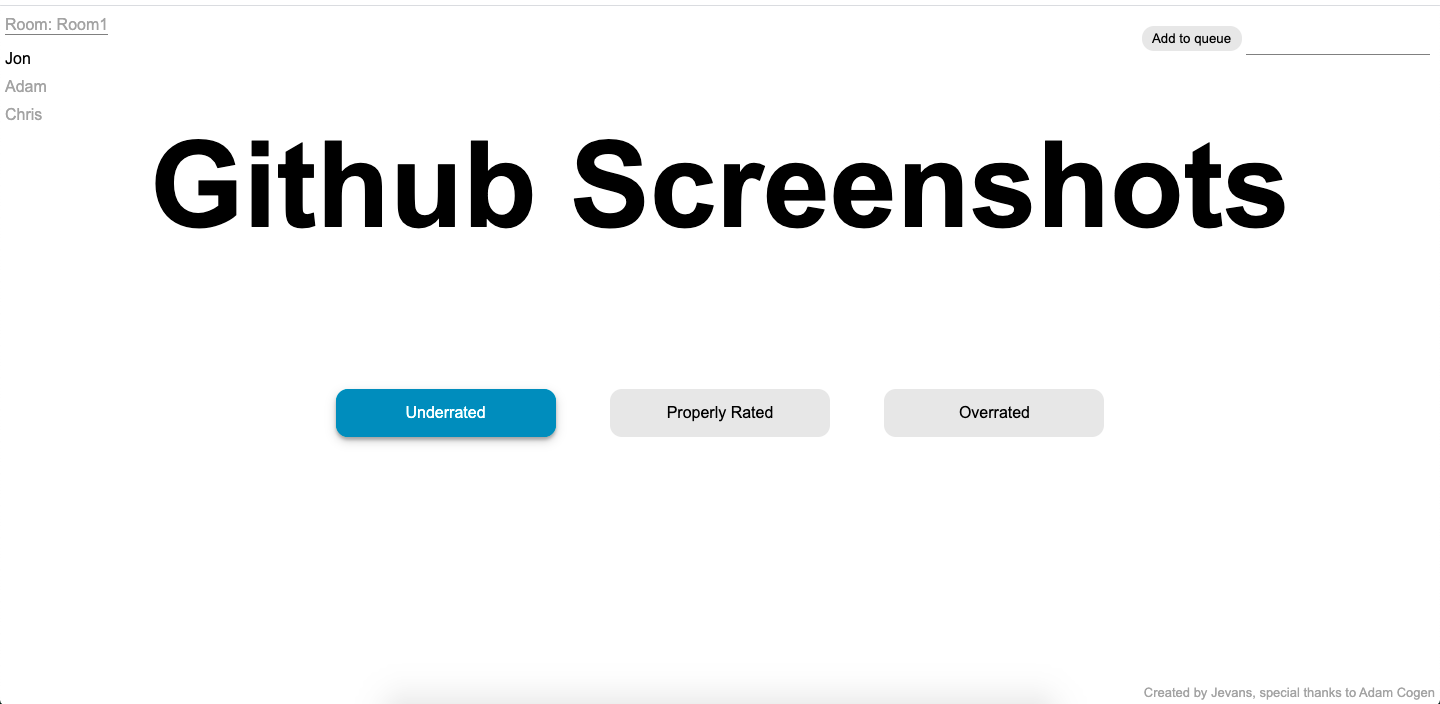 Room: Room1
Add to queue
Jon
Adam
Chris
Github Screenshots
Underrated
Properly Rated
Overrated
Created by Jevans, special thanks to Adam Cogen